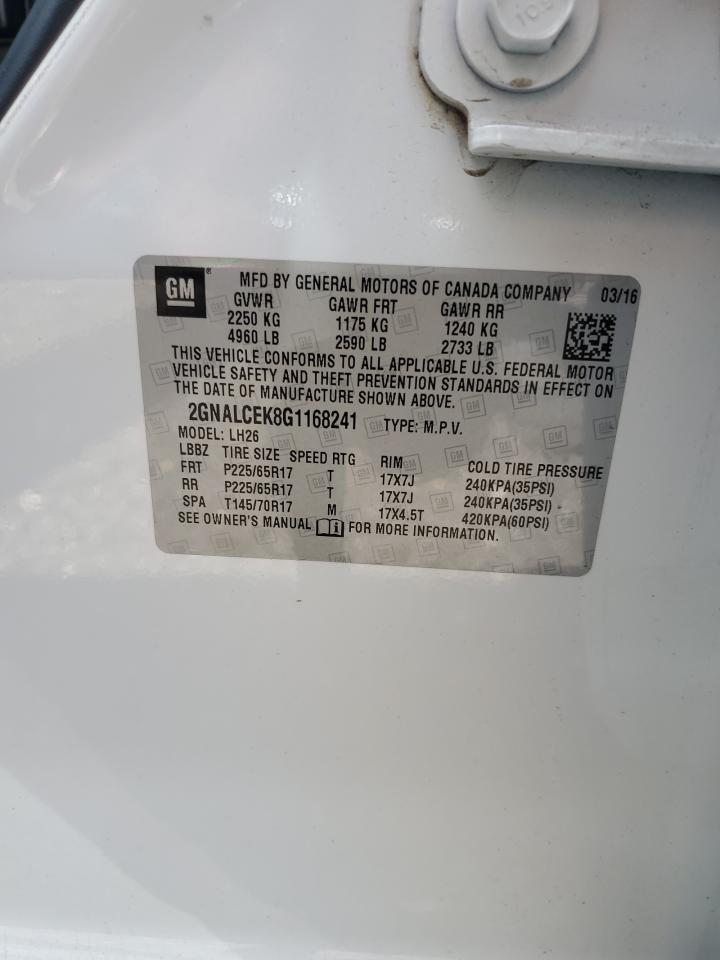 10.9
GM ® MFD BY GENERAL MOTORS OF CANADA COMPANY 03/16
GVWR GAWR FRT GAWR RR
2250 KG 1175 KG 1240 KG
4960 LB 2590 LB 2733 LB
THIS VEHICLE CONFORMS TO ALL APPLICABLE U.S. FEDERAL MOTOR
VEHICLE SAFETY AND THEFT PREVENTION STANDARDS IN EFFECT ON
THE DATE OF MANUFACTURE SHOWN ABOVE.
2GNALCEK8G1168241 TYPE: M.P.V.
MODEL: LH26
LBBZ TIRE SIZE SPEED RTG RIM COLD TIRE PRESSURE
FRT P225/65R17 T 17X7J 240KPA(35PSI)
RR P225/65R17 T 17X7J 240KPA(35PSI)
SPA T145/70R17 M 17X4.5T 420KPA(60PSI)
SEE OWNER'S MANUAL FOR MORE INFORMATION.